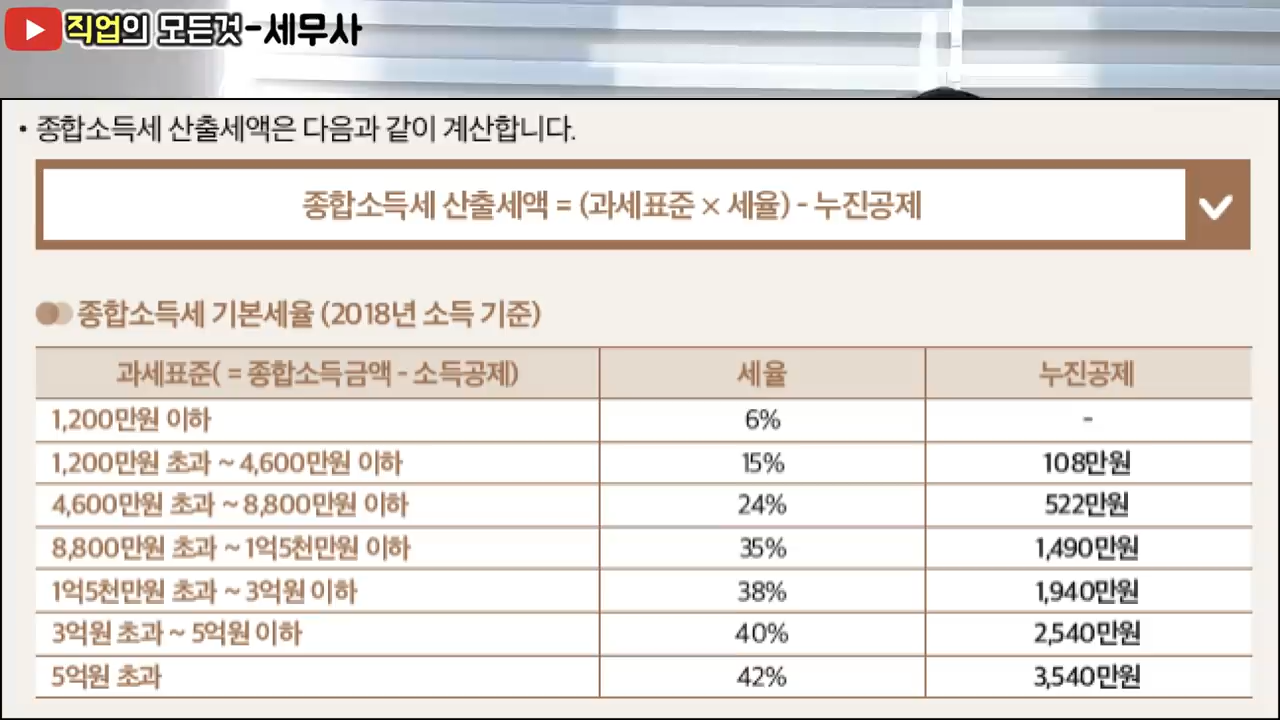 직업의 모든것-세무사
• 종합소득세 산출세액은 다음과 같이 계산합니다.
종합소득세 산출세액 = (과세표준 × 세율) - 누진공제
종합소득세 기본세율 (2018년 소득 기준)
과세표준( = 종합소득금액 - 소득공제) 세율 누진공제
1,200만원 이하 6% -
1,200만원 초과 ~ 4,600만원 이하 15% 108만원
4,600만원 초과 ~ 8,800만원 이하 24% 522만원
8,800만원 초과 ~ 1억5천만원 이하 35% 1,490만원
1억5천만원 초과 ~ 3억원 이하 38% 1,940만원
3억원 초과 ~ 5억원 이하 40% 2,540만원
5억원 초과 42% 3,540만원